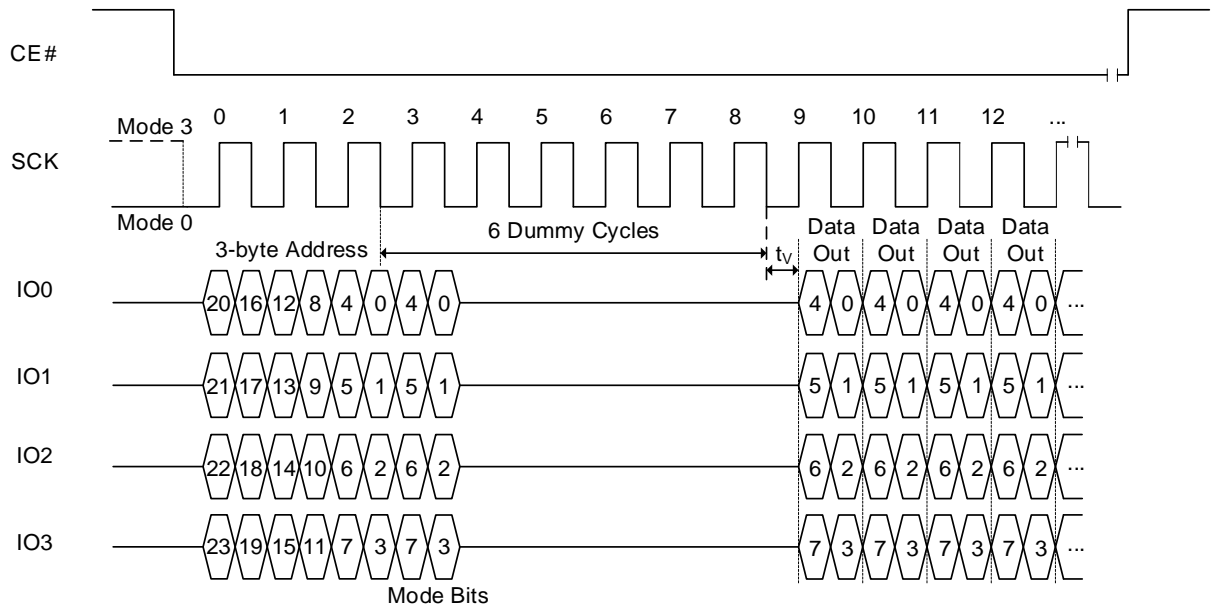 CE#
0 1 2 3 4 5 6 7 8 9 10 11 12 ...
Mode 3
SCK
Mode 0
3-byte Address
6 Dummy Cycles
tV
Data Out
Data Out
Data Out
Data Out
IO0 20 16 12 8 4 0 4 0 4 0 4 0 4 0 4 0 ...
IO1 21 17 13 9 5 1 5 1 5 1 5 1 5 1 5 1 ...
IO2 22 18 14 10 6 2 6 2 6 2 6 2 6 2 6 2 ...
IO3 23 19 15 11 7 3 7 3 7 3 7 3 7 3 7 3 ...
Mode Bits